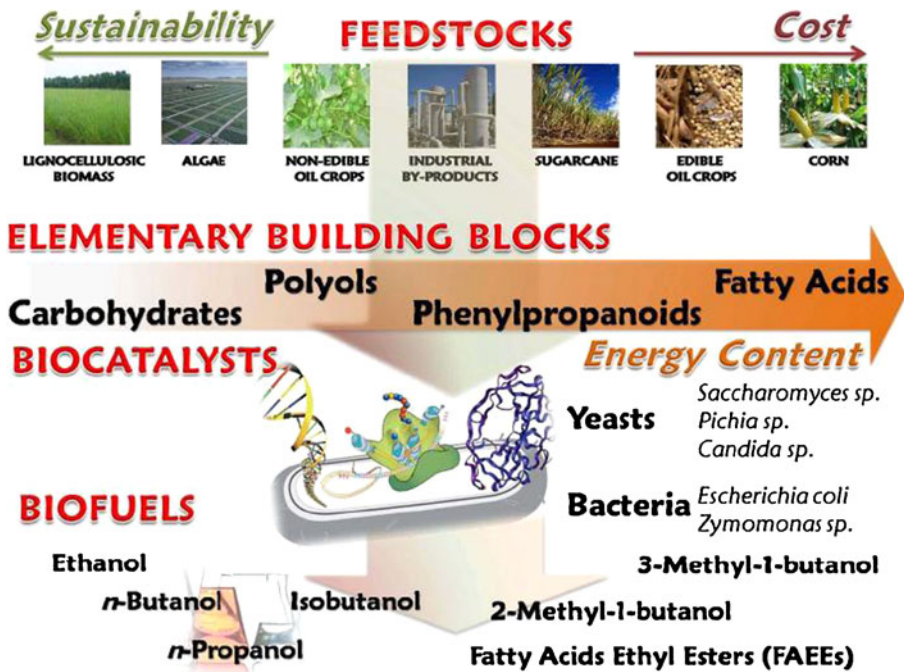 Sustainability
FEEDSTOCKS
Cost
LIGNOCELLULOSIC
BIOMASS
ALGAE
NON-EDIBLE
OIL CROPS
INDUSTRIAL
BY-PRODUCTS
SUGARCANE
EDIBLE
OIL CROPS
CORN
ELEMENTARY BUILDING BLOCKS
Carbohydrates
Polyols
Phenylpropanoids
Fatty Acids
Energy Content
BIOCATALYSTS
Yeasts
Saccharomyces sp.
Pichia sp.
Candida sp.
Bacteria
Escherichia coli
Zymomonas sp.
BIOFUELS
Ethanol
n-Butanol
Isobutanol
n-Propanol
3-Methyl-1-butanol
2-Methyl-1-butanol
Fatty Acids Ethyl Esters (FAEEs)